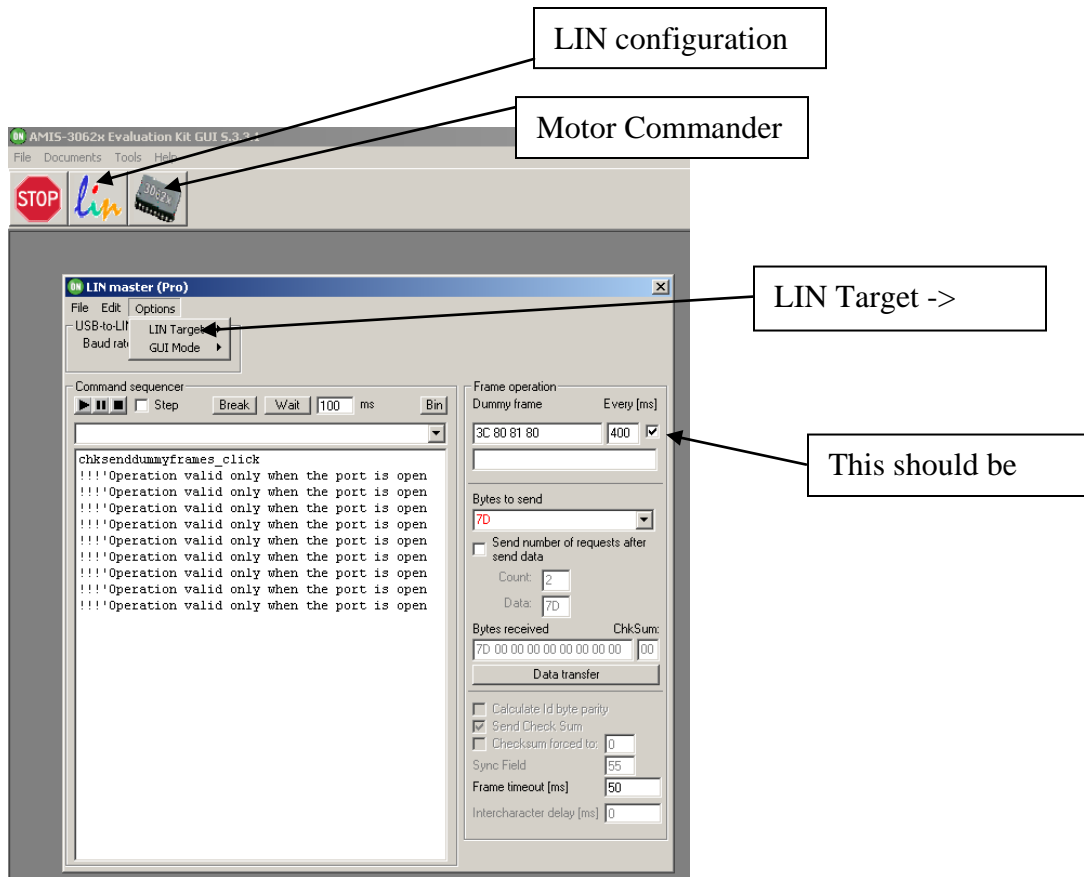 LIN configuration
Motor Commander
AMIS-3062x Evaluation Kit GUI 5.3.2.1
File Documents Tools Help
STOP lin 3062x
LIN Target ->
LIN master (Pro)
File Edit Options
USB-to-LI
LIN Target
Baud rat
GUI Mode
Command sequencer
Step Break Wait 100 ms Bin
chksenddummyframes_click
!!!!'Operation valid only when the port is open
!!!!'Operation valid only when the port is open
!!!!'Operation valid only when the port is open
!!!!'Operation valid only when the port is open
!!!!'Operation valid only when the port is open
!!!!'Operation valid only when the port is open
!!!!'Operation valid only when the port is open
!!!!'Operation valid only when the port is open
!!!!'Operation valid only when the port is open
Frame operation
Dummy frame Every [ms]
3C 80 81 80 400
This should be
Bytes to send
7D
Send number of requests after
send data
Count: 2
Data: 7D
Bytes received ChkSum:
7D 00 00 00 00 00 00 00 00 00
Data transfer
Calculate Id byte parity
Send Check Sum
Checksum forced to: 0
Sync Field 55
Frame timeout [ms] 50
Intercharacter delay [ms] 0